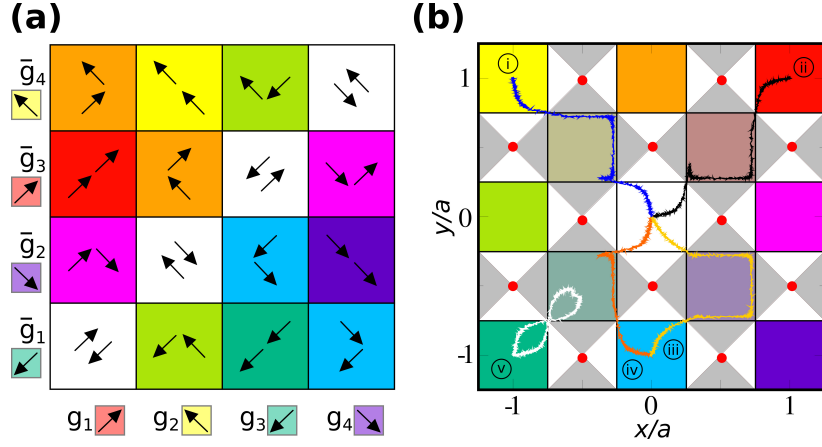 (a)
ḡ4
ḡ3
ḡ2
ḡ1
g1 g2 g3 g4
(b)
i ii
iii
iv
v
1
0
-1
y/a
-1 0 1
x/a